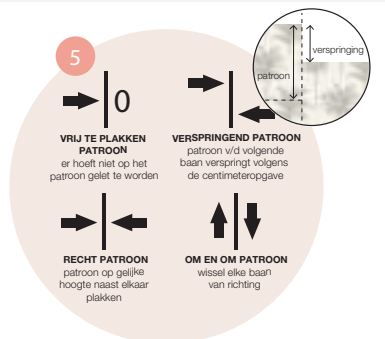 5
verspringing
patroon
0
VRIJ TE PLAKKEN
PATROON
er hoeft niet op het
patroon gelet te worden
VERSPRINGEND PATROON
patroon v/d volgende
baan verspringt volgens
de centimeteropgave
RECHT PATROON
patroon op gelijke
hoogte naast elkaar
plakken
OM EN OM PATROON
wissel elke baan
van richting